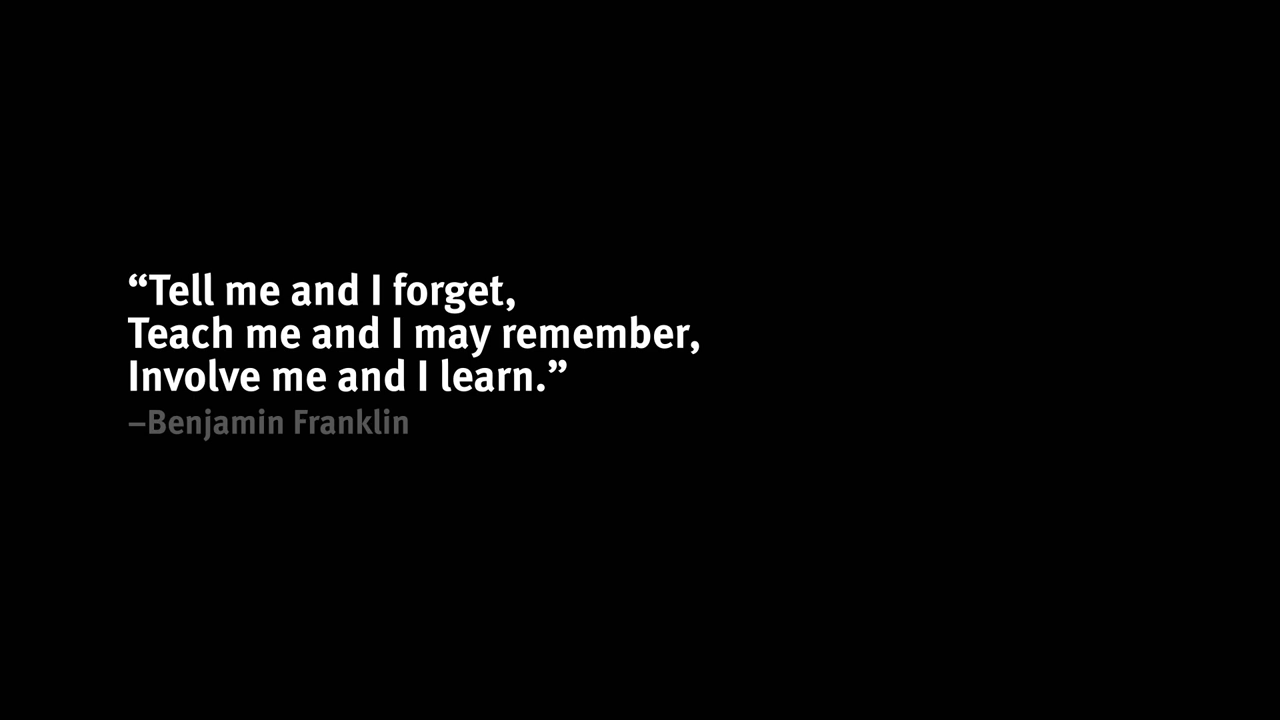 “Tell me and I forget,
Teach me and I may remember,
Involve me and I learn.”
–Benjamin Franklin